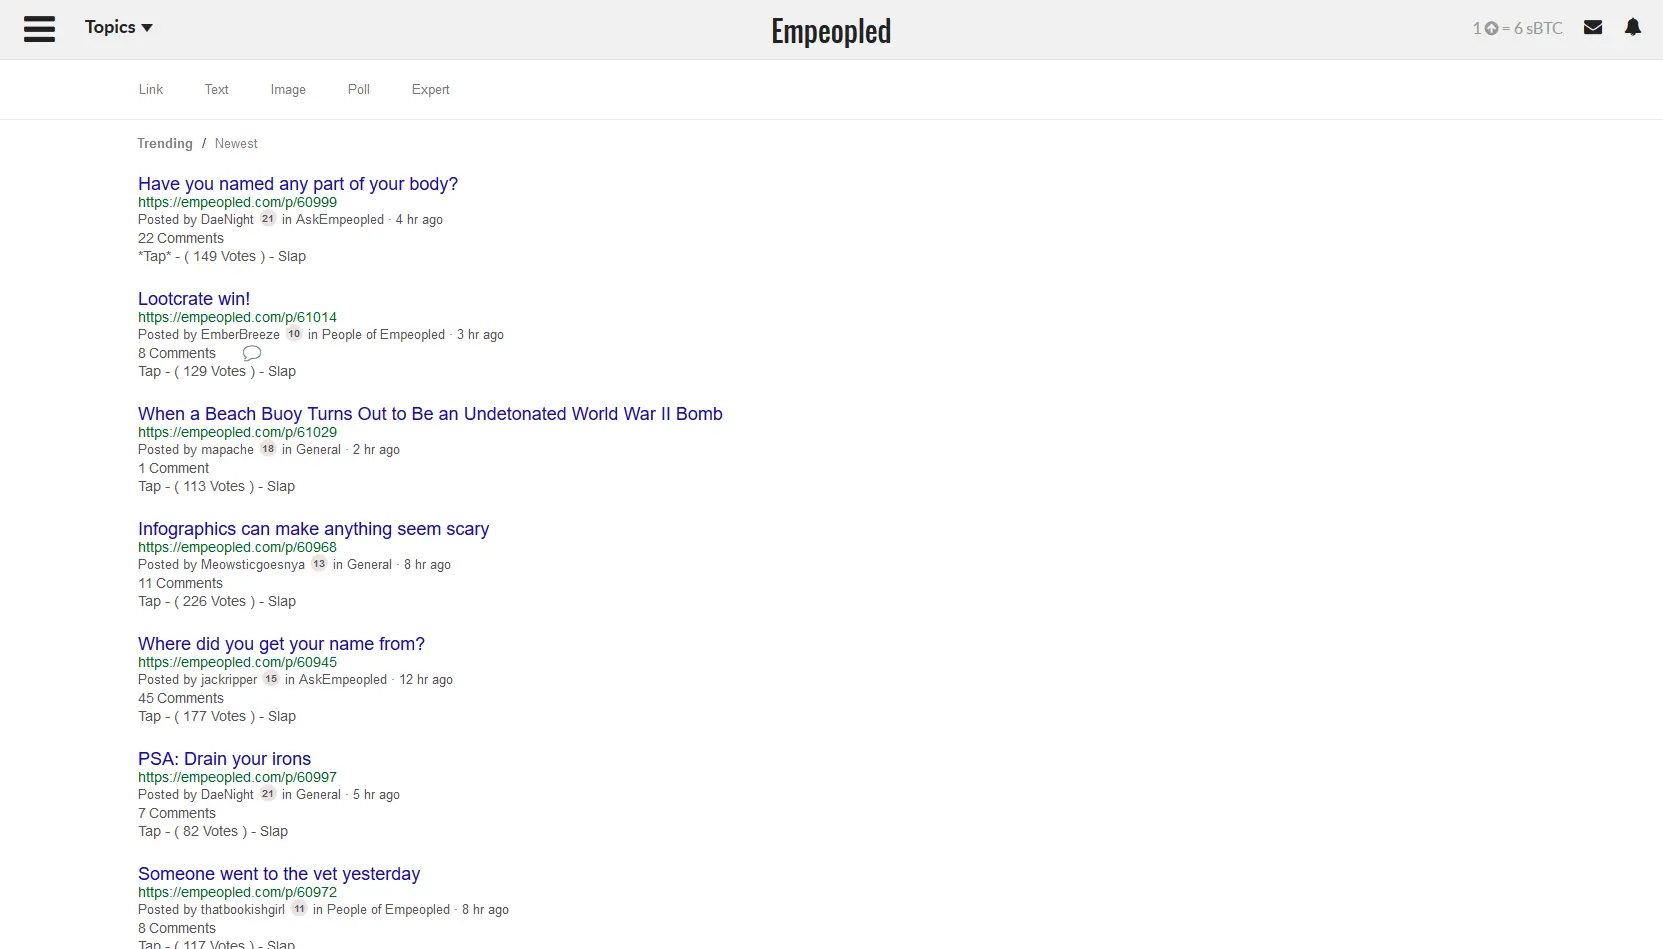 Topics
Empeopled
1 = 6 sBTC
Link Text Image Poll Expert
Trending / Newest
Have you named any part of your body?
https://empeopled.com/p/60999
Posted by DaeNight 21 in AskEmpeopled · 4 hr ago
22 Comments
*Tap* - ( 149 Votes ) - Slap
Lootcrate win!
https://empeopled.com/p/61014
Posted by EmberBreeze 10 in People of Empeopled · 3 hr ago
8 Comments
Tap - ( 129 Votes ) - Slap
When a Beach Buoy Turns Out to Be an Undetonated World War II Bomb
https://empeopled.com/p/61029
Posted by mapache 18 in General · 2 hr ago
1 Comment
Tap - ( 113 Votes ) - Slap
Infographics can make anything seem scary
https://empeopled.com/p/60968
Posted by Meowsticgoesnya 13 in General · 8 hr ago
11 Comments
Tap - ( 226 Votes ) - Slap
Where did you get your name from?
https://empeopled.com/p/60945
Posted by jackripper 15 in AskEmpeopled · 12 hr ago
45 Comments
Tap - ( 177 Votes ) - Slap
PSA: Drain your irons
https://empeopled.com/p/60997
Posted by DaeNight 21 in General · 5 hr ago
7 Comments
Tap - ( 82 Votes ) - Slap
Someone went to the vet yesterday
https://empeopled.com/p/60972
Posted by thatbookishgirl 11 in People of Empeopled · 8 hr ago
8 Comments
Tap - ( 117 Votes ) - Slap